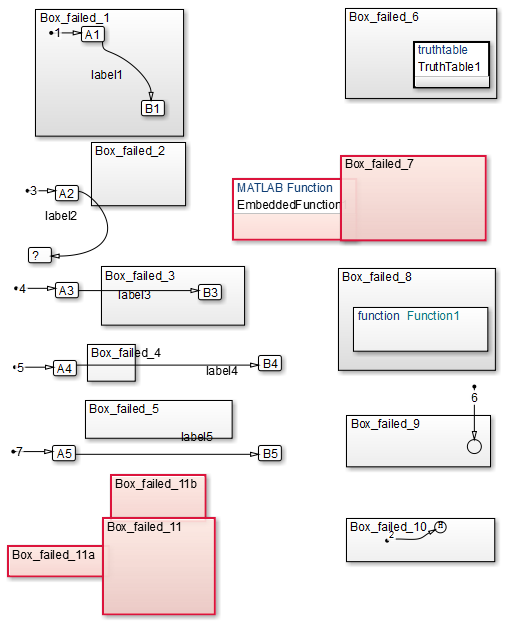 Box_failed_1
1
A1
label1
B1
Box_failed_2
3
A2
label2
?
Box_failed_3
4
A3
label3
B3
Box_failed_4
5
A4
label4
B4
Box_failed_5
label5
7
A5
B5
Box_failed_11b
Box_failed_11
Box_failed_11a
Box_failed_6
truthtable
TruthTable1
Box_failed_7
MATLAB Function
EmbeddedFunction
Box_failed_8
function Function1
6
Box_failed_9
Box_failed_10
H
2